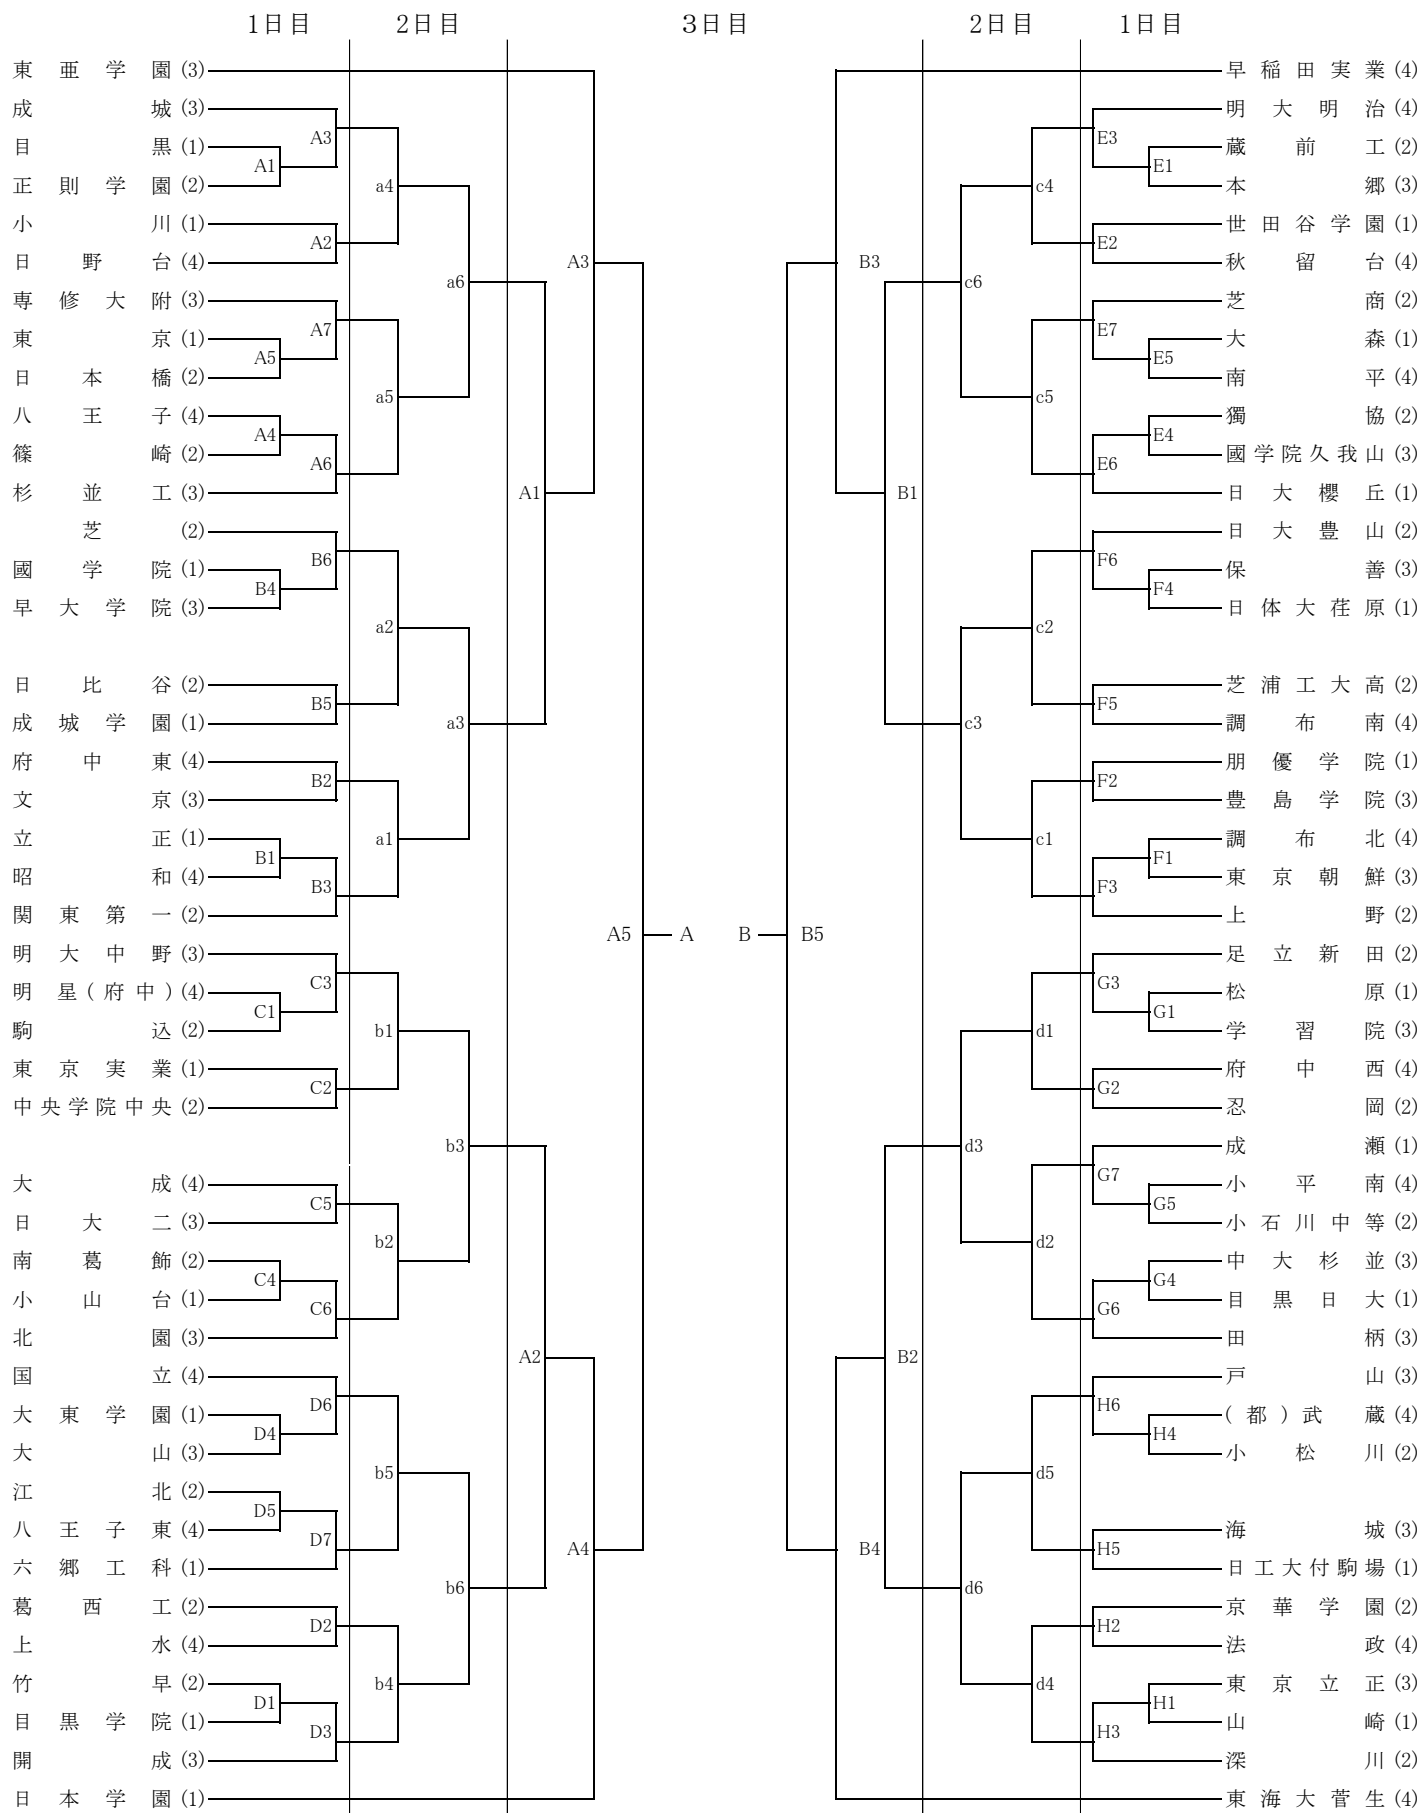 1日目 2日目 3日目 2日目 1日目
東亜学園(3) 早稲田実業(4)
成城(3) 明大明治(4)
A3 E3
目黒(1) 蔵前工(2)
A1 E1
正則学園(2) a4 c4 本郷(3)
小川(1) 世田谷学園(1)
A2 E2
日野台(4) A3 B3 秋留台(4)
a6 c6
専修大附(3) 芝商(2)
A7 E7
東京(1) 大森(1)
A5 E5
日本橋(2) 南平(4)
a5 c5
八王子(4) 獨協(2)
A4 E4
篠崎(2) 國学院久我山(3)
A6 E6
杉並工(3) A1 B1 日大櫻丘(1)
芝(2) 日大豊山(2)
B6 F6
國学院(1) 保善(3)
B4 F4
早大学院(3) 日体大荏原(1)
a2 c2
日比谷(2) 芝浦工大高(2)
B5 F5
成城学園(1) a3 c3 調布南(4)
府中東(4) 朋優学院(1)
B2 F2
文京(3) 豊島学院(3)
立正(1) a1 c1 調布北(4)
B1 F1
昭和(4) 東京朝鮮(3)
B3 F3
関東第一(2) 上野(2)
A5 A B B5
明大中野(3) 足立新田(2)
C3 G3
明星(府中)(4) 松原(1)
C1 G1
駒込(2) b1 d1 学習院(3)
東京実業(1) 府中西(4)
C2 G2
中央学院中央(2) 忍岡(2)
b3 d3 成瀬(1)
G7
大成(4) 小平南(4)
C5 G5
日大二(3) 小石川中等(2)
b2 d2
南葛飾(2) 中大杉並(3)
C4 G4
小山台(1) 目黒日大(1)
C6 G6
北園(3) 田柄(3)
A2 B2
国立(4) 戸山(3)
D6 H6
大東学園(1) (都)武蔵(4)
D4 H4
大山(3) 小松川(2)
b5 d5
江北(2)
D5
八王子東(4) 海城(3)
D7 A4 B4 H5
六郷工科(1) 日工大付駒場(1)
b6 d6
葛西工(2) 京華学園(2)
D2 H2
上水(4) 法政(4)
竹早(2) b4 d4 東京立正(3)
D1 H1
目黒学院(1) 山崎(1)
D3 H3
開成(3) 深川(2)
日本学園(1) 東海大菅生(4)